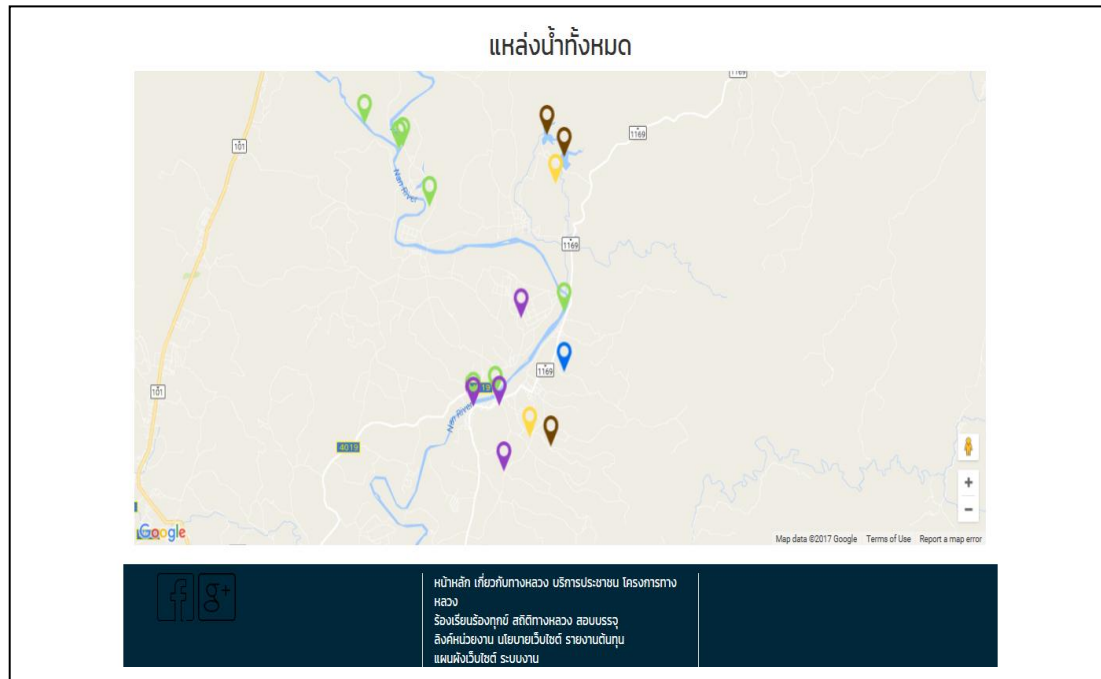 แหล่งน้ำทั้งหมด
1169
1169
101
Nan River
1169
1169
101
Nan River
4019
Google
Map data ©2017 Google Terms of Use Report a map error
หน้าหลัก เกี่ยวกับทางหลวง บริการประชาชน โครงการทาง
หลวง
ร้องเรียนร้องทุกข์ สถิติทางหลวง สอบบรรจุ
ลิงค์หน่วยงาน นโยบายเว็บไซต์ รายงานต้นทุน
แผนผังเว็บไซต์ ระบบงาน